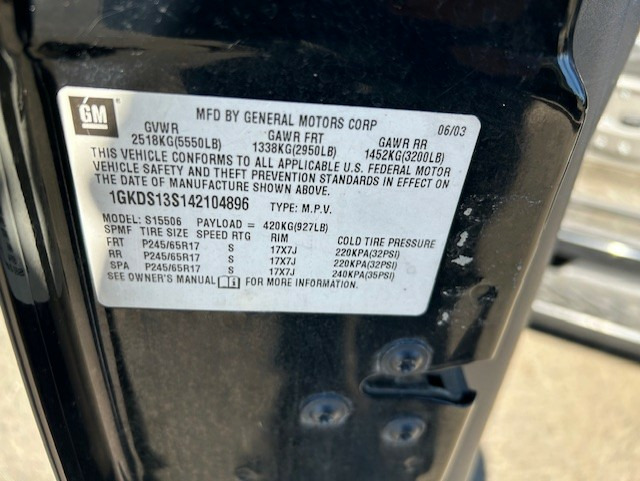 GM
MFD BY GENERAL MOTORS CORP 06/03
GVWR GAWR FRT GAWR RR
2518KG(5550LB) 1338KG(2950LB) 1452KG(3200LB)
THIS VEHICLE CONFORMS TO ALL APPLICABLE U.S. FEDERAL MOTOR
VEHICLE SAFETY AND THEFT PREVENTION STANDARDS IN EFFECT ON
THE DATE OF MANUFACTURE SHOWN ABOVE.
1GKDS13S142104896 TYPE: M.P.V.
MODEL: S15506 PAYLOAD = 420KG(927LB)
SPMF TIRE SIZE SPEED RTG RIM COLD TIRE PRESSURE
FRT P245/65R17 S 17X7J 220KPA(32PSI)
RR P245/65R17 S 17X7J 220KPA(32PSI)
SPA P245/65R17 S 17X7J 240KPA(35PSI)
SEE OWNER'S MANUAL FOR MORE INFORMATION.